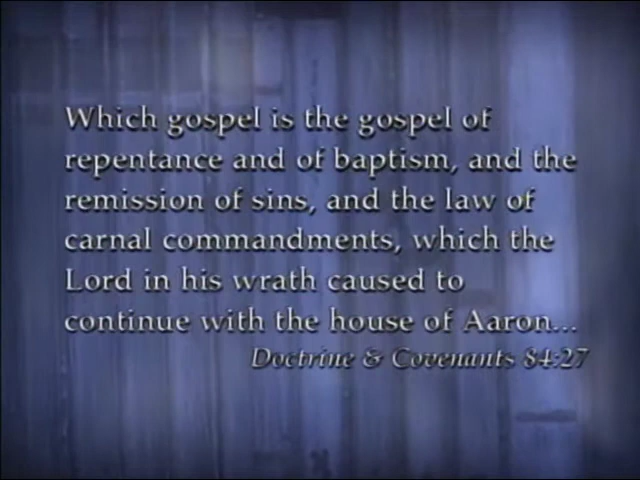 Which gospel is the gospel of
repentance and of baptism, and the
remission of sins, and the law of
carnal commandments, which the
Lord in his wrath caused to
continue with the house of Aaron...
Doctrine & Covenants 84:27